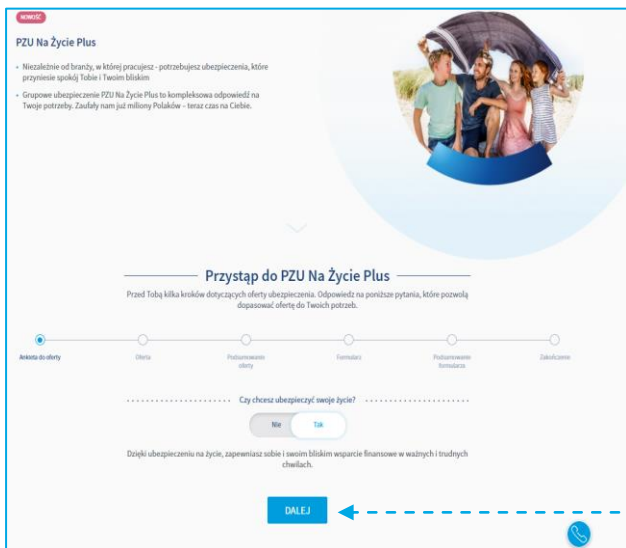 NOWOŚĆ
PZU Na Życie Plus
• Niezależnie od branży, w której pracujesz - potrzebujesz ubezpieczenia, które
przyniesie spokój Tobie i Twoim bliskim
• Grupowe ubezpieczenie PZU Na Życie Plus to kompleksowa odpowiedź na
Twoje potrzeby. Zaufały nam już miliony Polaków – teraz czas na Ciebie.
Przystąp do PZU Na Życie Plus
Przed Tobą kilka kroków dotyczących oferty ubezpieczenia. Odpowiedz na poniższe pytania, które pozwolą
dopasować ofertę do Twoich potrzeb.
Ankieta do oferty Oferta Podsumowanie Formularz Podsumowanie Zakończenie
oferty formularza
Czy chcesz ubezpieczyć swoje życie?
Nie Tak
Dzięki ubezpieczeniu na życie, zapewniasz sobie i swoim bliskim wsparcie finansowe w ważnych i trudnych
chwilach.
DALEJ